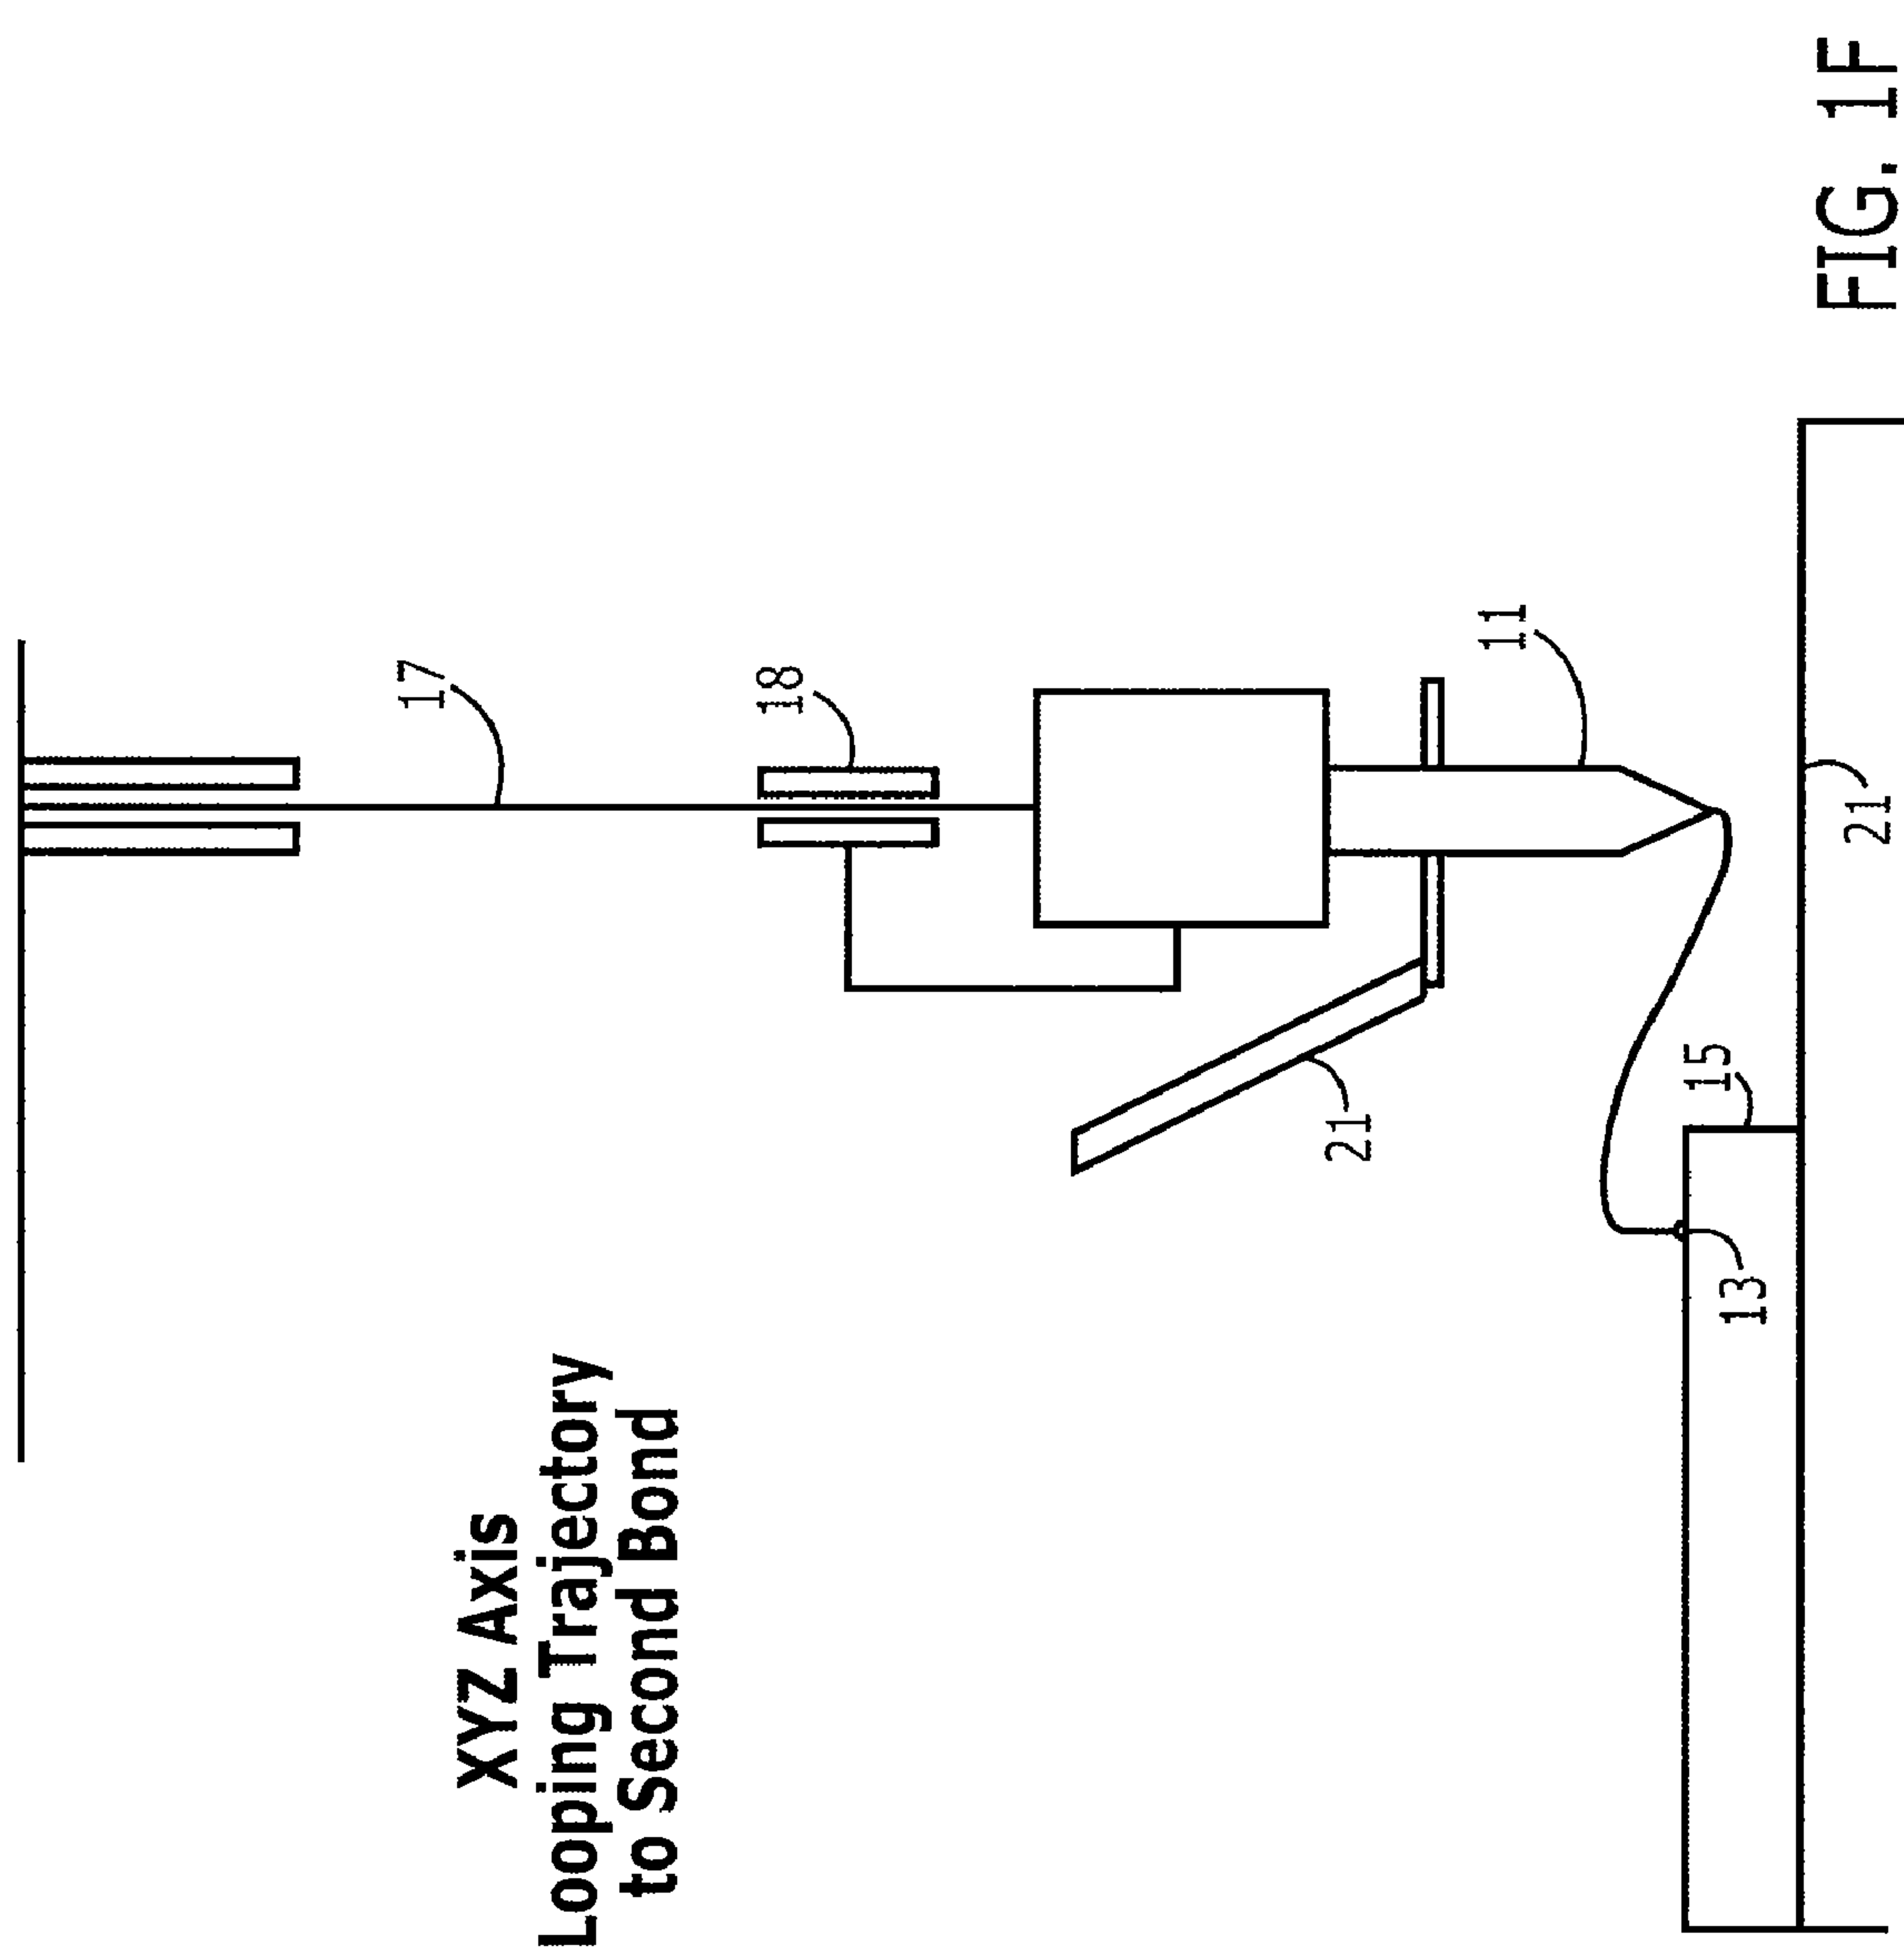 XYZ Axis
Looping Trajectory
to Second Bond
17
18
11
21
15
13
21
FIG. 1F